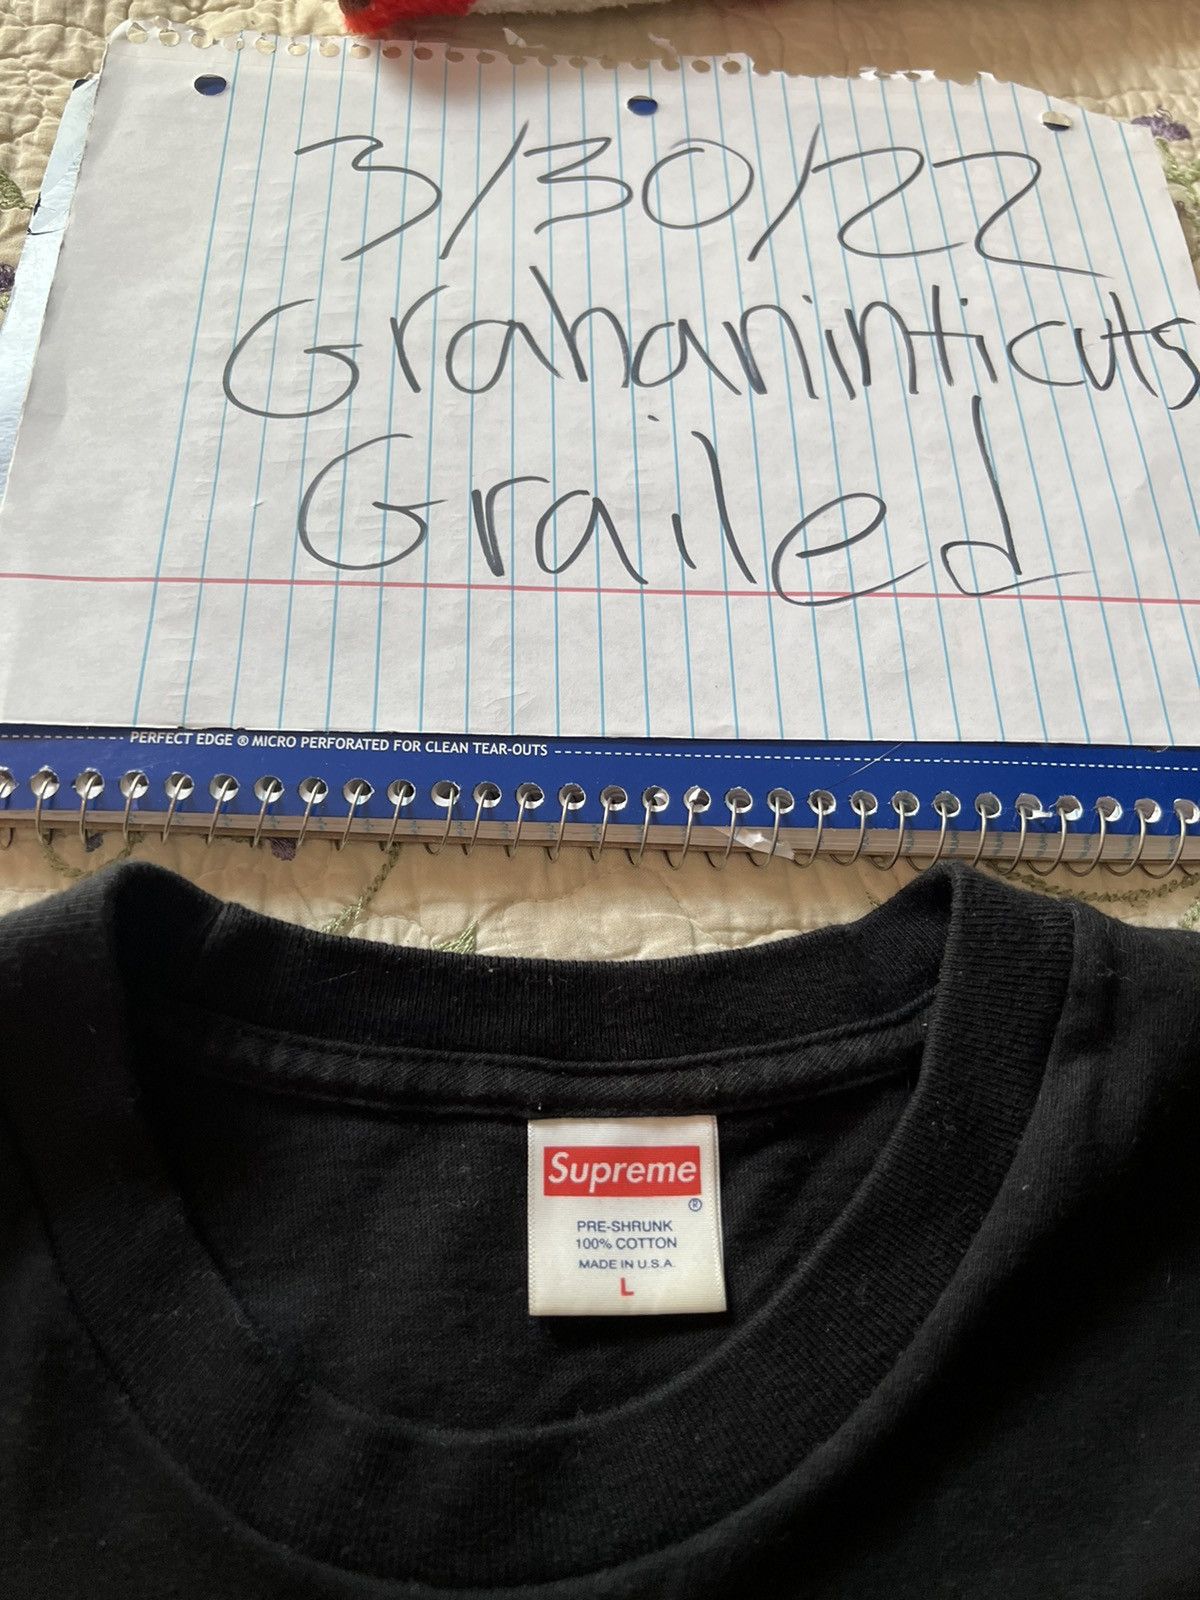 3/30/22
Grahaninticuts
Grailed
PERFECT EDGE ® MICRO PERFORATED FOR CLEAN TEAR-OUTS
Supreme
®
PRE-SHRUNK
100% COTTON
MADE IN U.S.A.
L